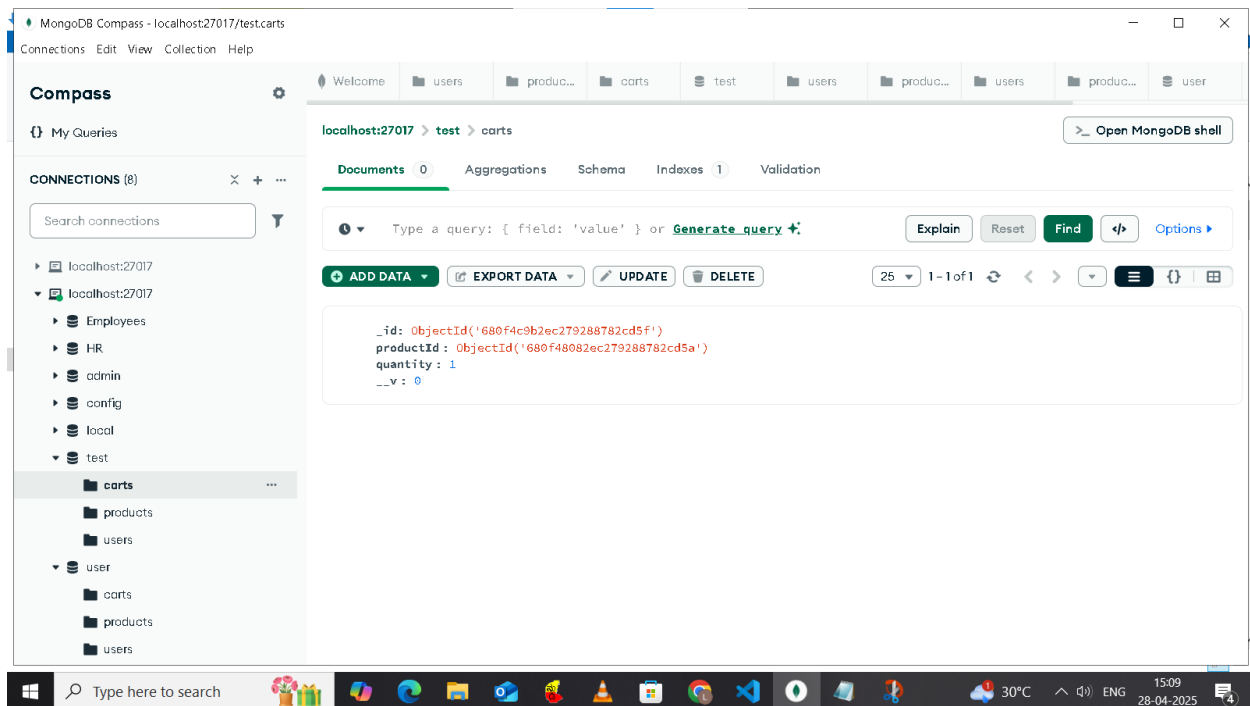 MongoDB Compass - localhost:27017/test.carts
Connections Edit View Collection Help
Compass
{} My Queries
CONNECTIONS (8)
Search connections
localhost:27017
localhost:27017
Employees
HR
admin
config
local
test
carts
products
users
user
carts
products
users
Welcome users produc... carts test users produc... users produc... user
localhost:27017 > test > carts
>_ Open MongoDB shell
Documents 0 Aggregations Schema Indexes 1 Validation
Type a query: { field: 'value' } or Generate query
Explain Reset Find </> Options
ADD DATA EXPORT DATA UPDATE DELETE
25 1 – 1 of 1 {}
_id: ObjectId('680f4c9b2ec279288782cd5f')
productId: ObjectId('680f48082ec279288782cd5a')
quantity: 1
__v: 0
Type here to search
30°C ENG
15:09
28-04-2025
4